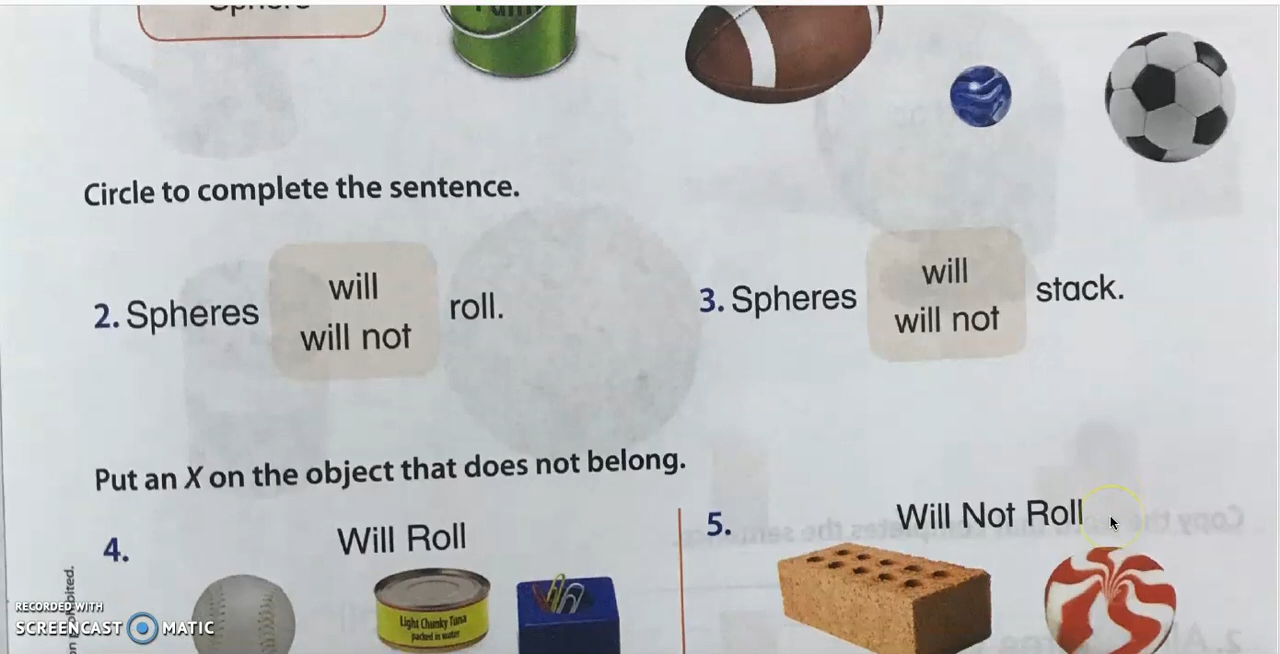 Sphere
Paint
Circle to complete the sentence.
2. Spheres will roll.
will not
3. Spheres will stack.
will not
Put an X on the object that does not belong.
4. Will Roll
5. Will Not Roll
Light Chunky Tuna
packed in water
RECORDED WITH
SCREENCAST MATIC